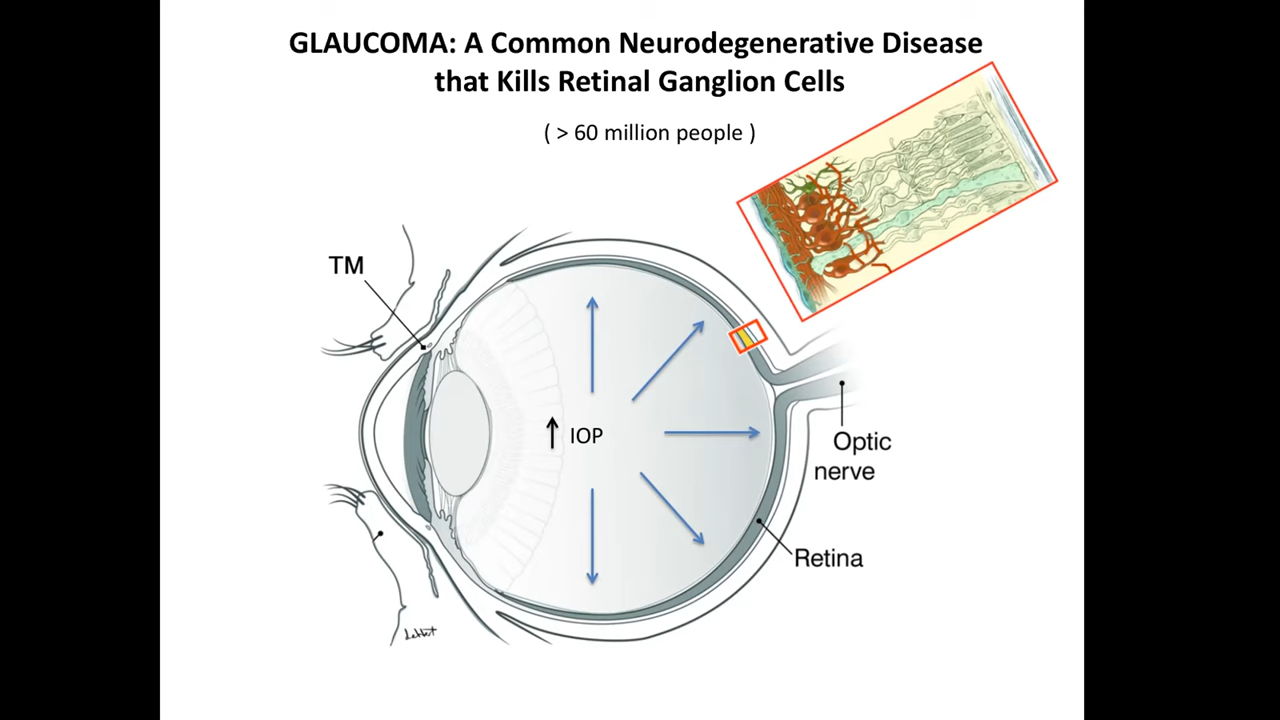 GLAUCOMA: A Common Neurodegenerative Disease
that Kills Retinal Ganglion Cells
( > 60 million people )
TM
IOP
Optic
nerve
Retina